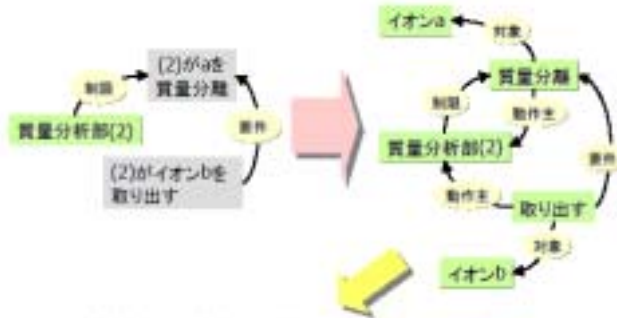 (2)がaを
質量分離
制限
質量分析部(2)
要件
(2)がイオンbを
取り出す
イオンa
対象
質量分離
制限
動作主
質量分析部(2)
要件
動作主
取り出す
対象
イオンb